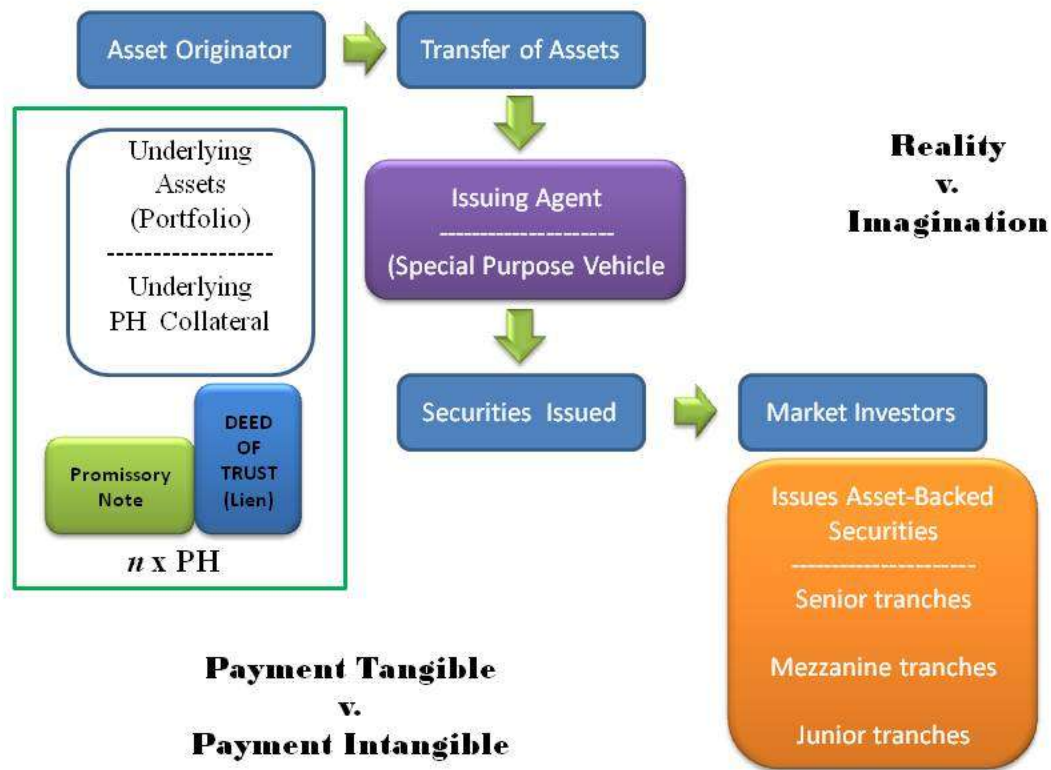 Asset Originator
Transfer of Assets
Underlying
Assets
(Portfolio)
------------------
Underlying
PH Collateral
DEED
OF
TRUST
(Lien)
Promissory
Note
n x PH
Issuing Agent
----------------------
(Special Purpose Vehicle
Reality
v.
Imagination
Securities Issued
Market Investors
Issues Asset-Backed
Securities
-----------------------
Senior tranches
Mezzanine tranches
Junior tranches
Payment Tangible
v.
Payment Intangible